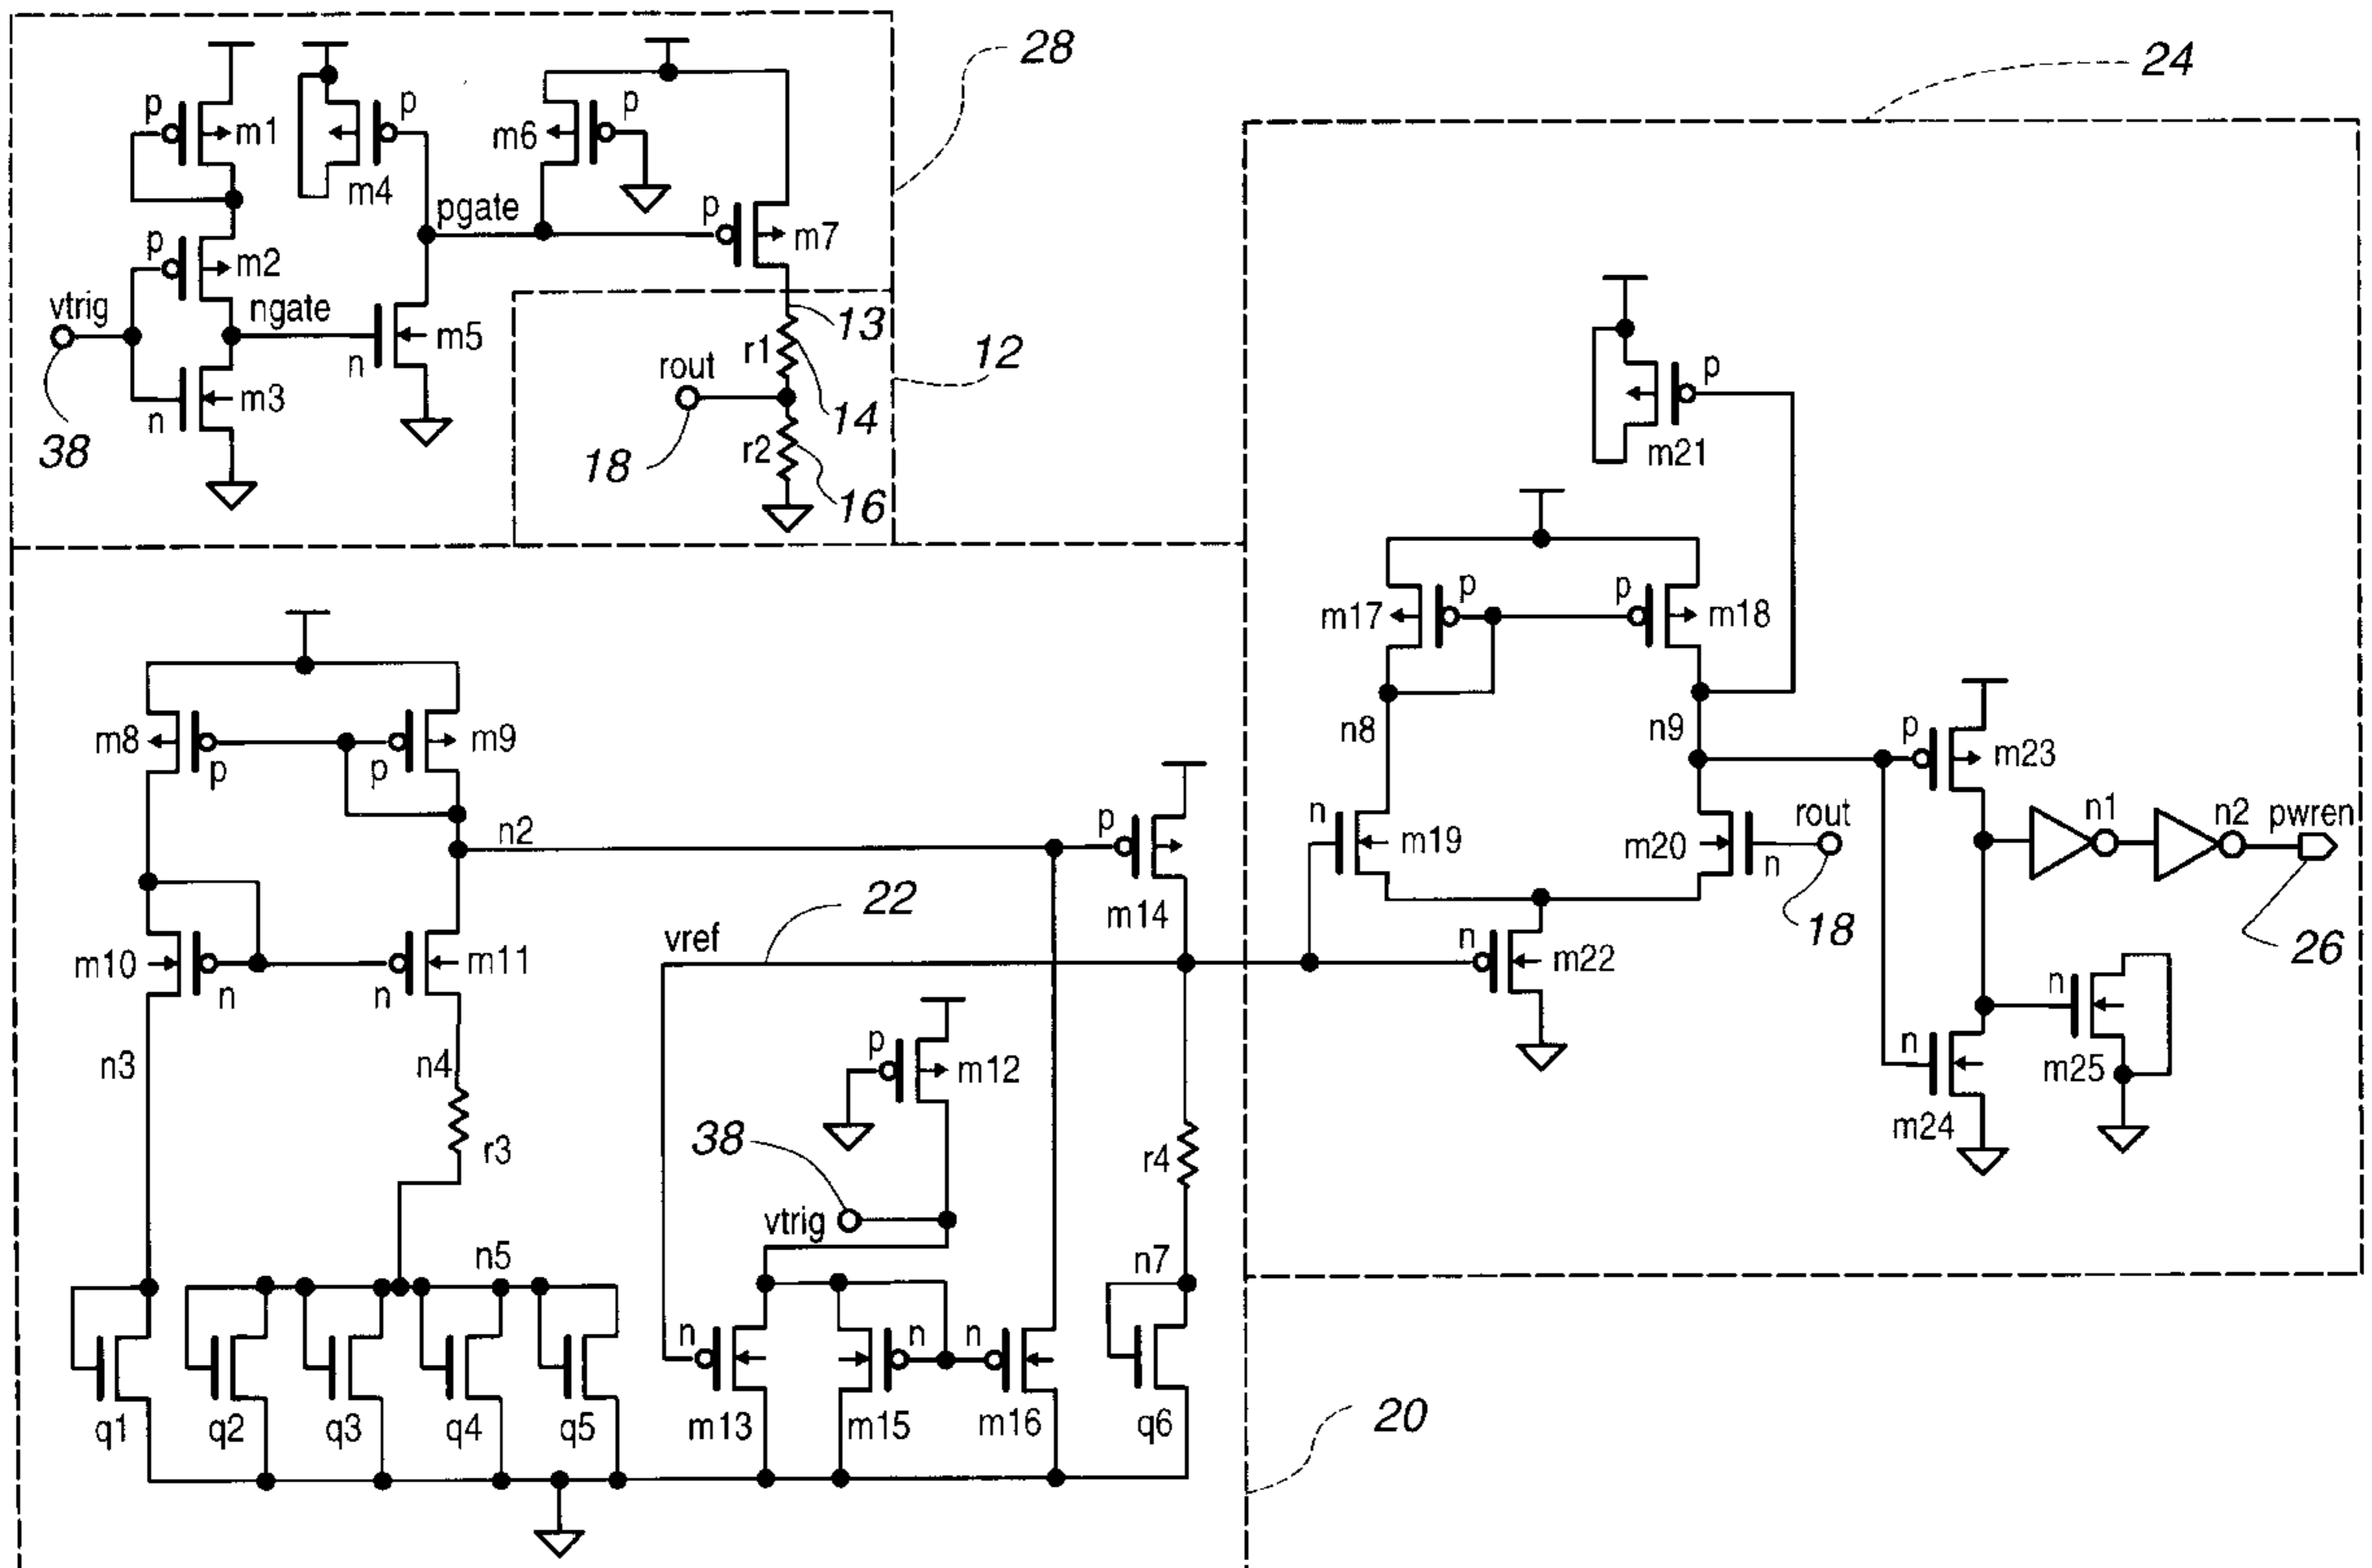 28
24
p
m1
p
m4
p
m6
pgate
p
m7
p
m2
vtrig
ngate
m5
n
m3
n
38
13
r1
rout
14
12
18
r2
16
p
m21
p
m17
p
m18
n8
n9
p
m23
n1
n2
pwren
26
n
m19
m20
n
rout
18
n
m22
n
m25
n
m24
m8
p
p
m9
n2
p
m14
22
vref
m10
n
n
m11
n3
n4
r3
p
m12
38
vtrig
r4
n5
n7
n
n
n
q1
q2
q3
q4
q5
m13
m15
m16
q6
20